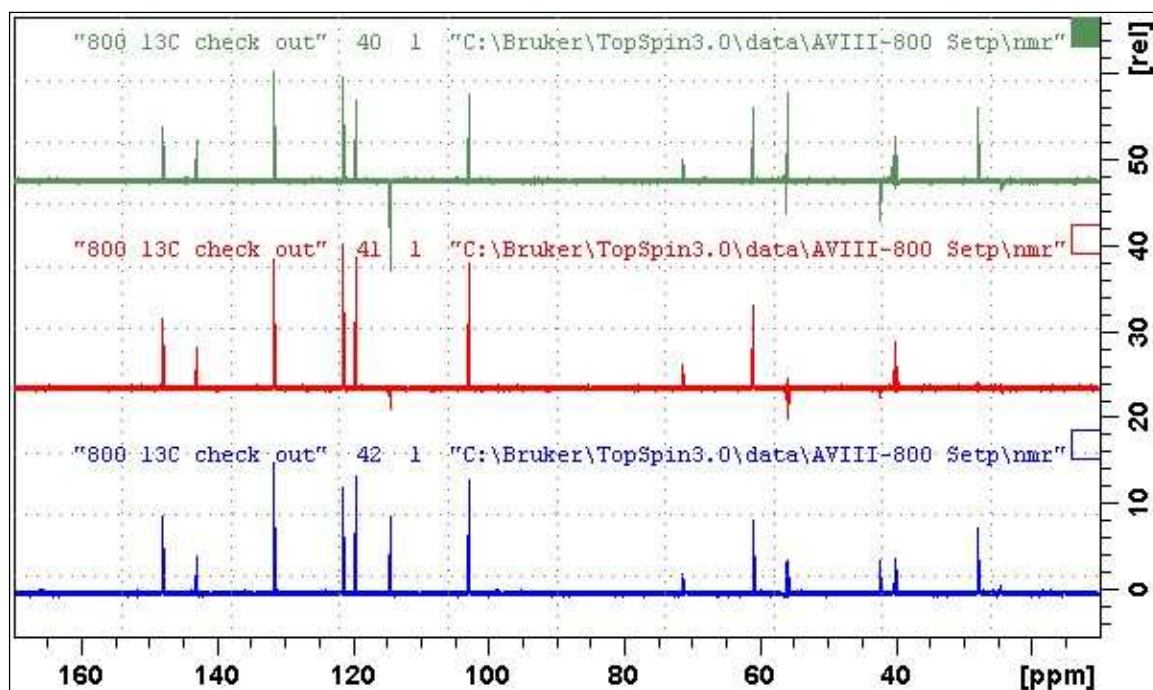 "800 13C check out" 40 1 "C:\Bruker\TopSpin3.0\data\AVIII-800 Setp\nmr"
[rel]
50
"800 13C check out" 41 1 "C:\Bruker\TopSpin3.0\data\AVIII-800 Setp\nmr"
40
30
20
"800 13C check out" 42 1 "C:\Bruker\TopSpin3.0\data\AVIII-800 Setp\nmr"
10
0
160 140 120 100 80 60 40 [ppm]